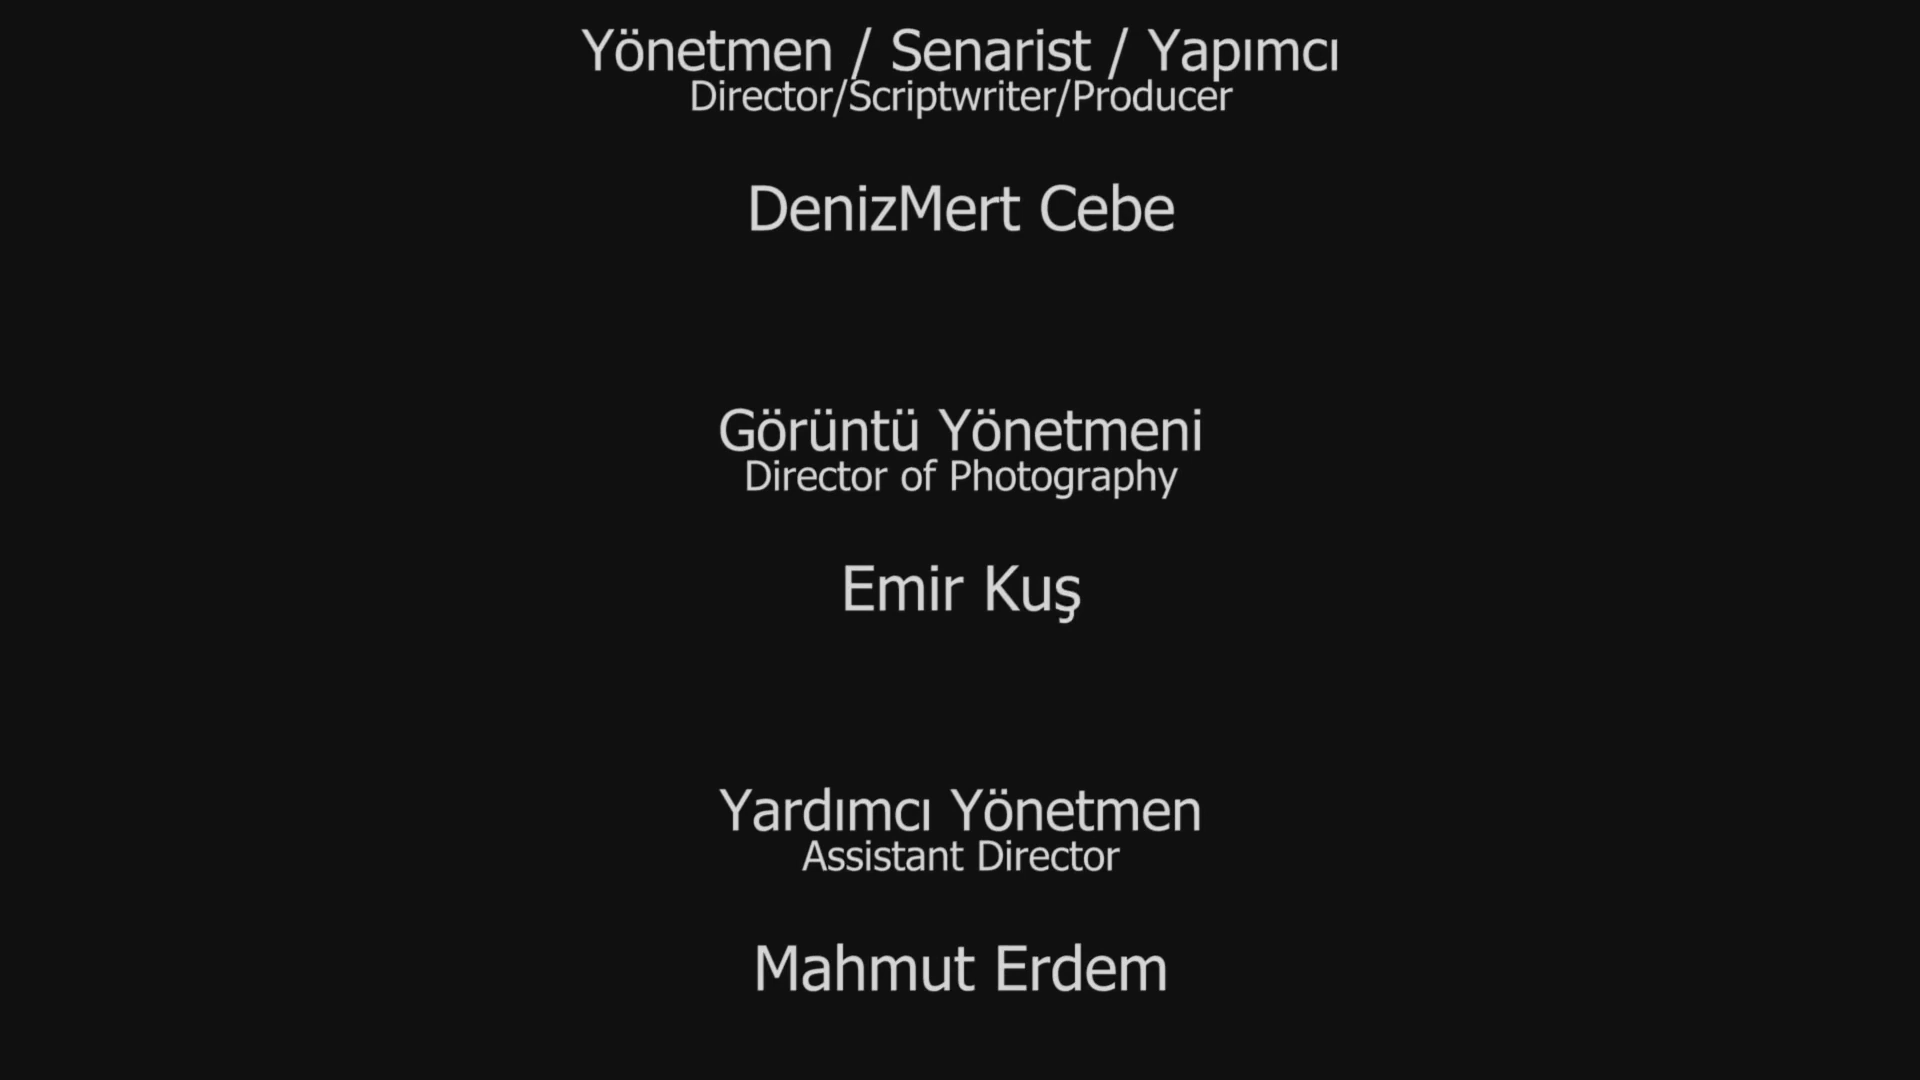 Yönetmen / Senarist / Yapımcı
Director/Scriptwriter/Producer
DenizMert Cebe
Görüntü Yönetmeni
Director of Photography
Emir Kuş
Yardımcı Yönetmen
Assistant Director
Mahmut Erdem